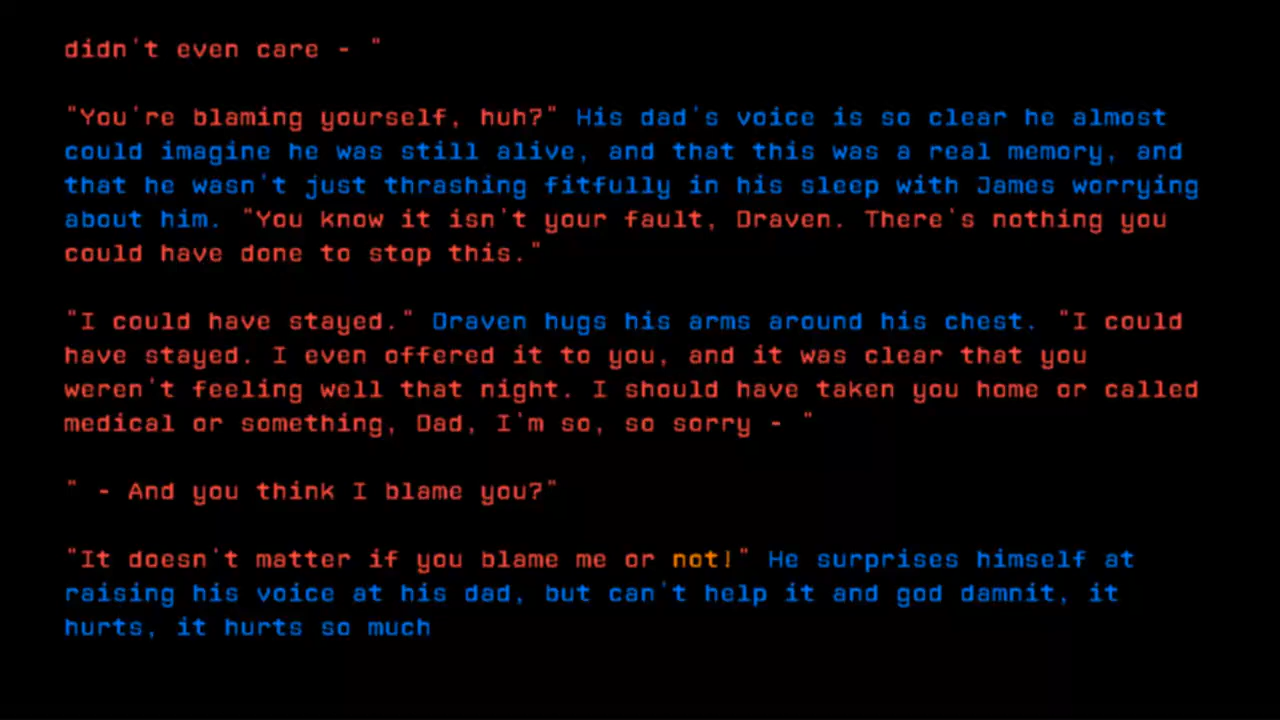 didn't even care - "
"You're blaming yourself, huh?" His dad's voice is so clear he almost
could imagine he was still alive, and that this was a real memory, and
that he wasn't just thrashing fitfully in his sleep with James worrying
about him. "You know it isn't your fault, Draven. There's nothing you
could have done to stop this."
"I could have stayed." Draven hugs his arms around his chest. "I could
have stayed. I even offered it to you, and it was clear that you
weren't feeling well that night. I should have taken you home or called
medical or something, Dad, I'm so, so sorry - "
" - And you think I blame you?"
"It doesn't matter if you blame me or not!" He surprises himself at
raising his voice at his dad, but can't help it and god damnit, it
hurts, it hurts so much